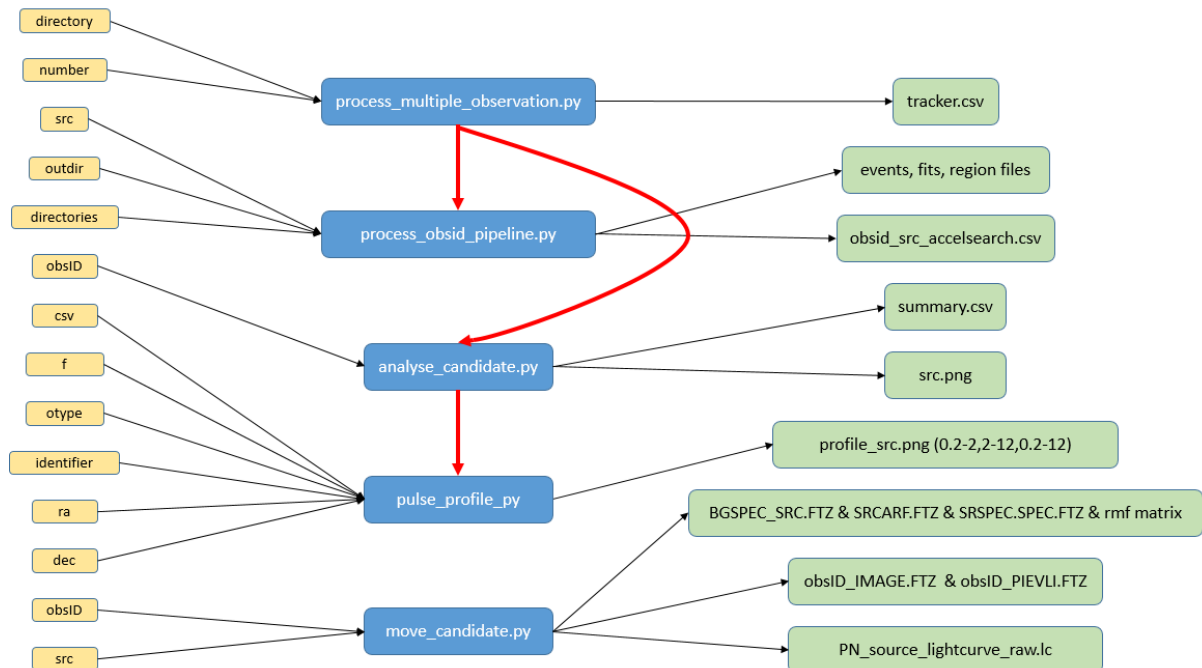 directory
number
src
outdir
directories
obsID
csv
f
otype
identifier
ra
dec
obsID
src
process_multiple_observation.py
process_obsid_pipeline.py
analyse_candidate.py
pulse_profile_py
move_candidate.py
tracker.csv
events, fits, region files
obsid_src_accelsearch.csv
summary.csv
src.png
profile_src.png (0.2-2,2-12,0.2-12)
BGSPEC_SRC.FTZ & SRCARF.FTZ & SRSPEC.SPEC.FTZ & rmf matrix
obsID_IMAGE.FTZ & obsID_PIEVLI.FTZ
PN_source_lightcurve_raw.lc